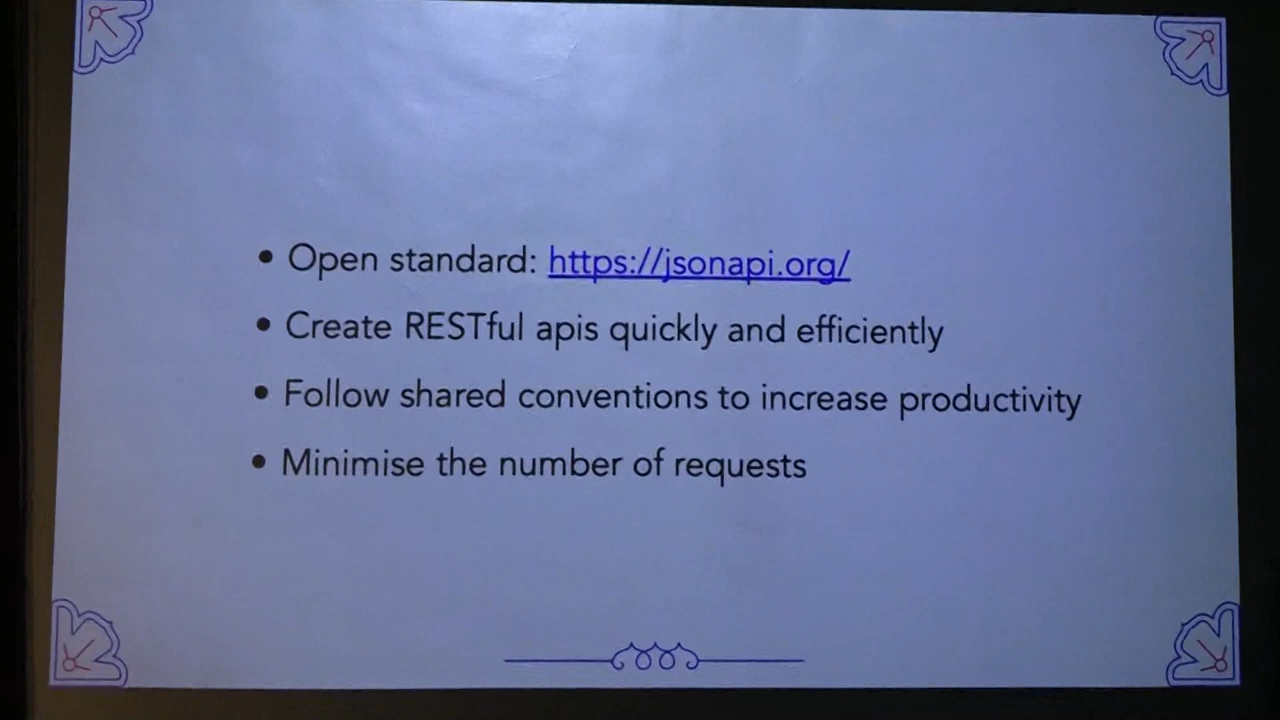 • Open standard: https://jsonapi.org/
• Create RESTful apis quickly and efficiently
• Follow shared conventions to increase productivity
• Minimise the number of requests